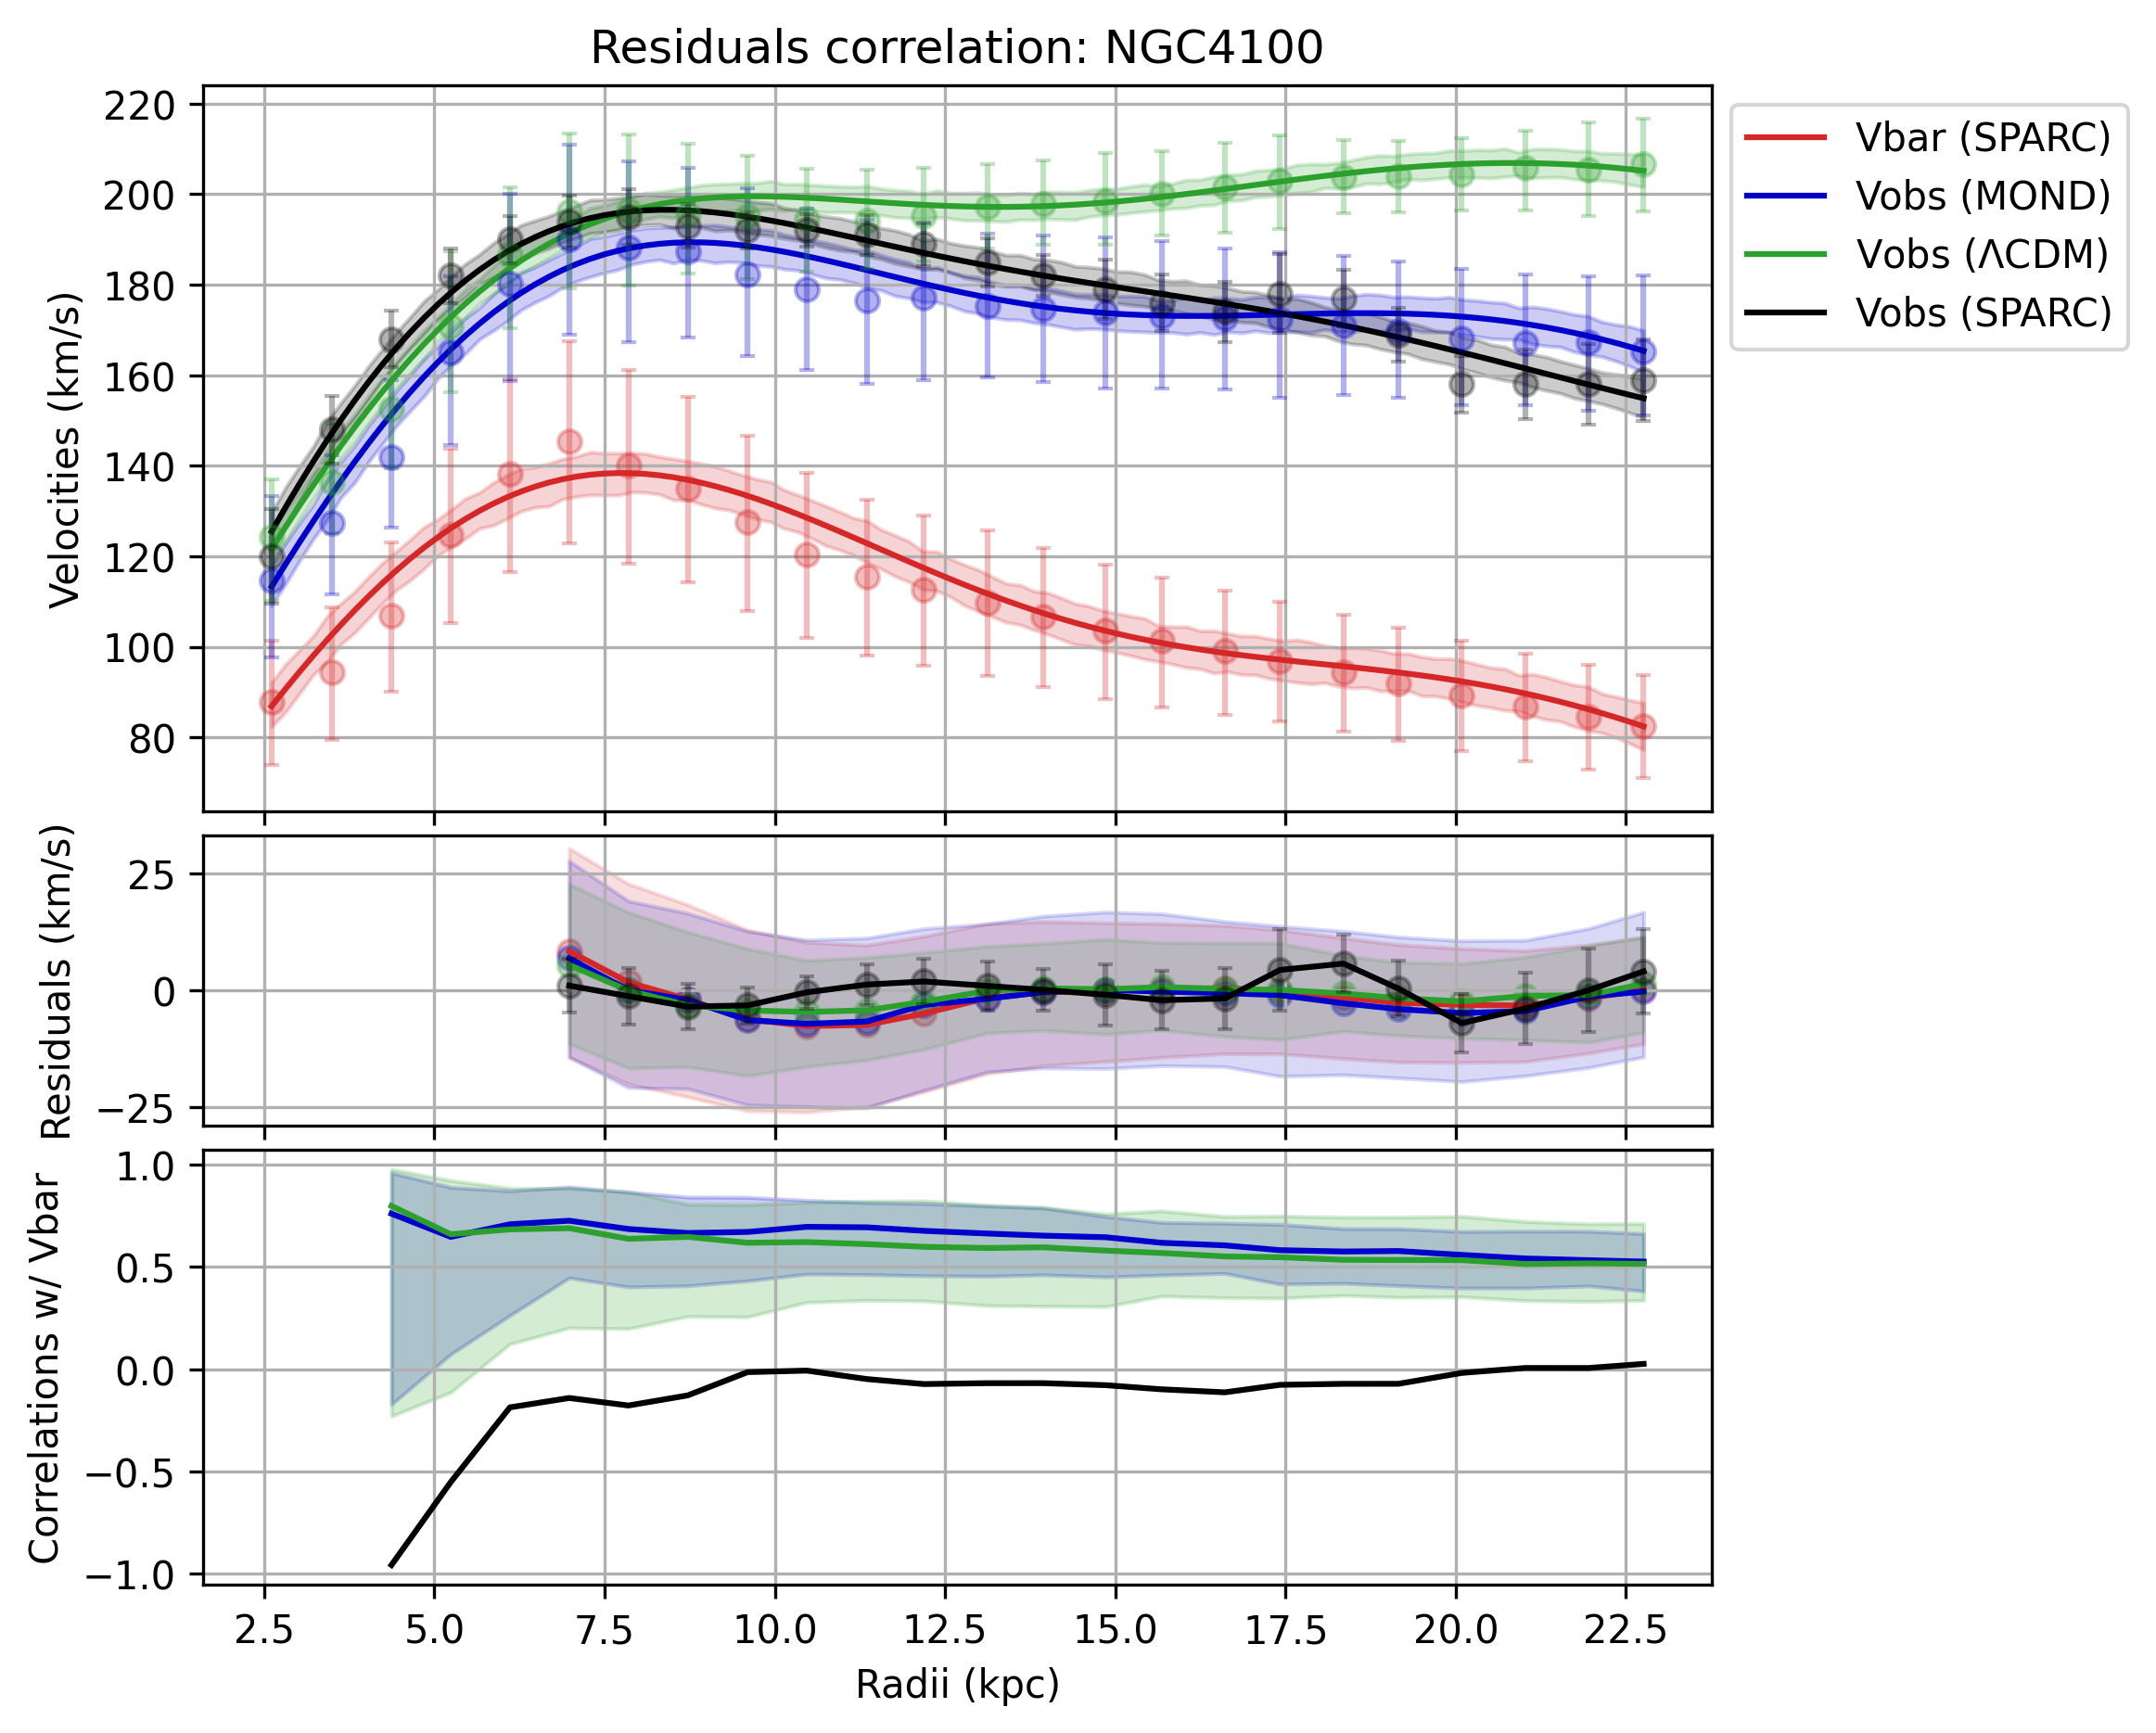 Residuals correlation: NGC4100
220
200
180
160
140
120
100
80
Velocities (km/s)
Vbar (SPARC)
Vobs (MOND)
Vobs (ΛCDM)
Vobs (SPARC)
25
0
−25
Residuals (km/s)
1.0
0.5
0.0
−0.5
−1.0
Correlations w/ Vbar
2.5 5.0 7.5 10.0 12.5 15.0 17.5 20.0 22.5
Radii (kpc)